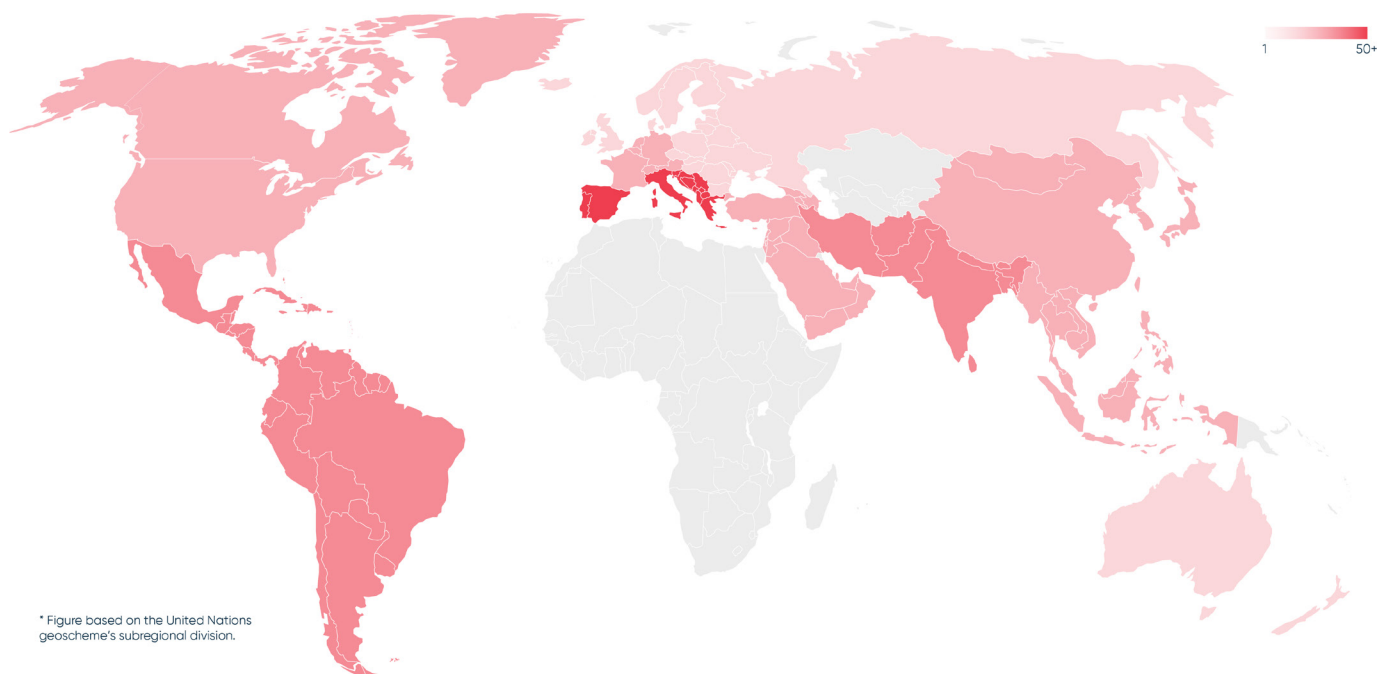 1 50+
* Figure based on the United Nations
geoscheme's subregional division.